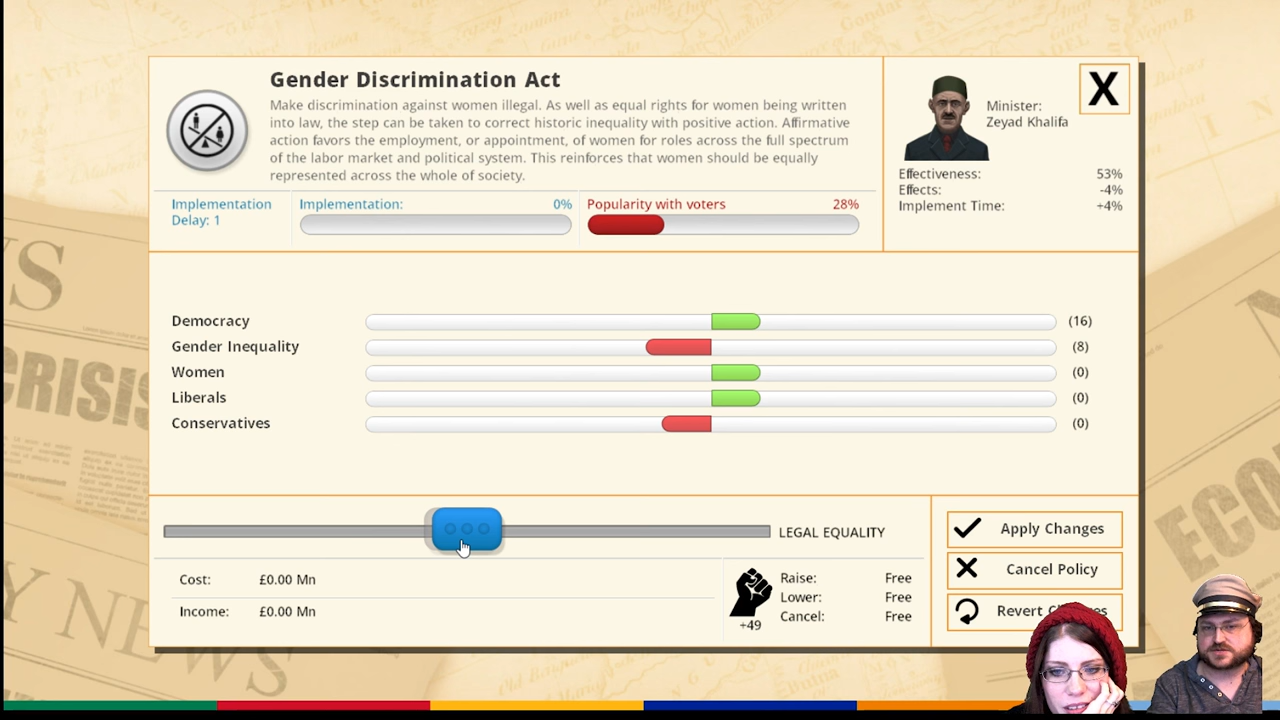 Gender Discrimination Act
Make discrimination against women illegal. As well as equal rights for women being written
into law, the step can be taken to correct historic inequality with positive action. Affirmative
action favors the employment, or appointment, of women for roles across the full spectrum
of the labor market and political system. This reinforces that women should be equally
represented across the whole of society.
Implementation
Delay: 1
Implementation: 0%
Popularity with voters 28%
X
Minister:
Zeyad Khalifa
Effectiveness: 53%
Effects: -4%
Implement Time: +4%
Democracy (16)
Gender Inequality (8)
Women (0)
Liberals (0)
Conservatives (0)
LEGAL EQUALITY
Cost: £0.00 Mn
Income: £0.00 Mn
+49
Raise: Free
Lower: Free
Cancel: Free
Apply Changes
Cancel Policy
Revert
CRISIS
NEWS